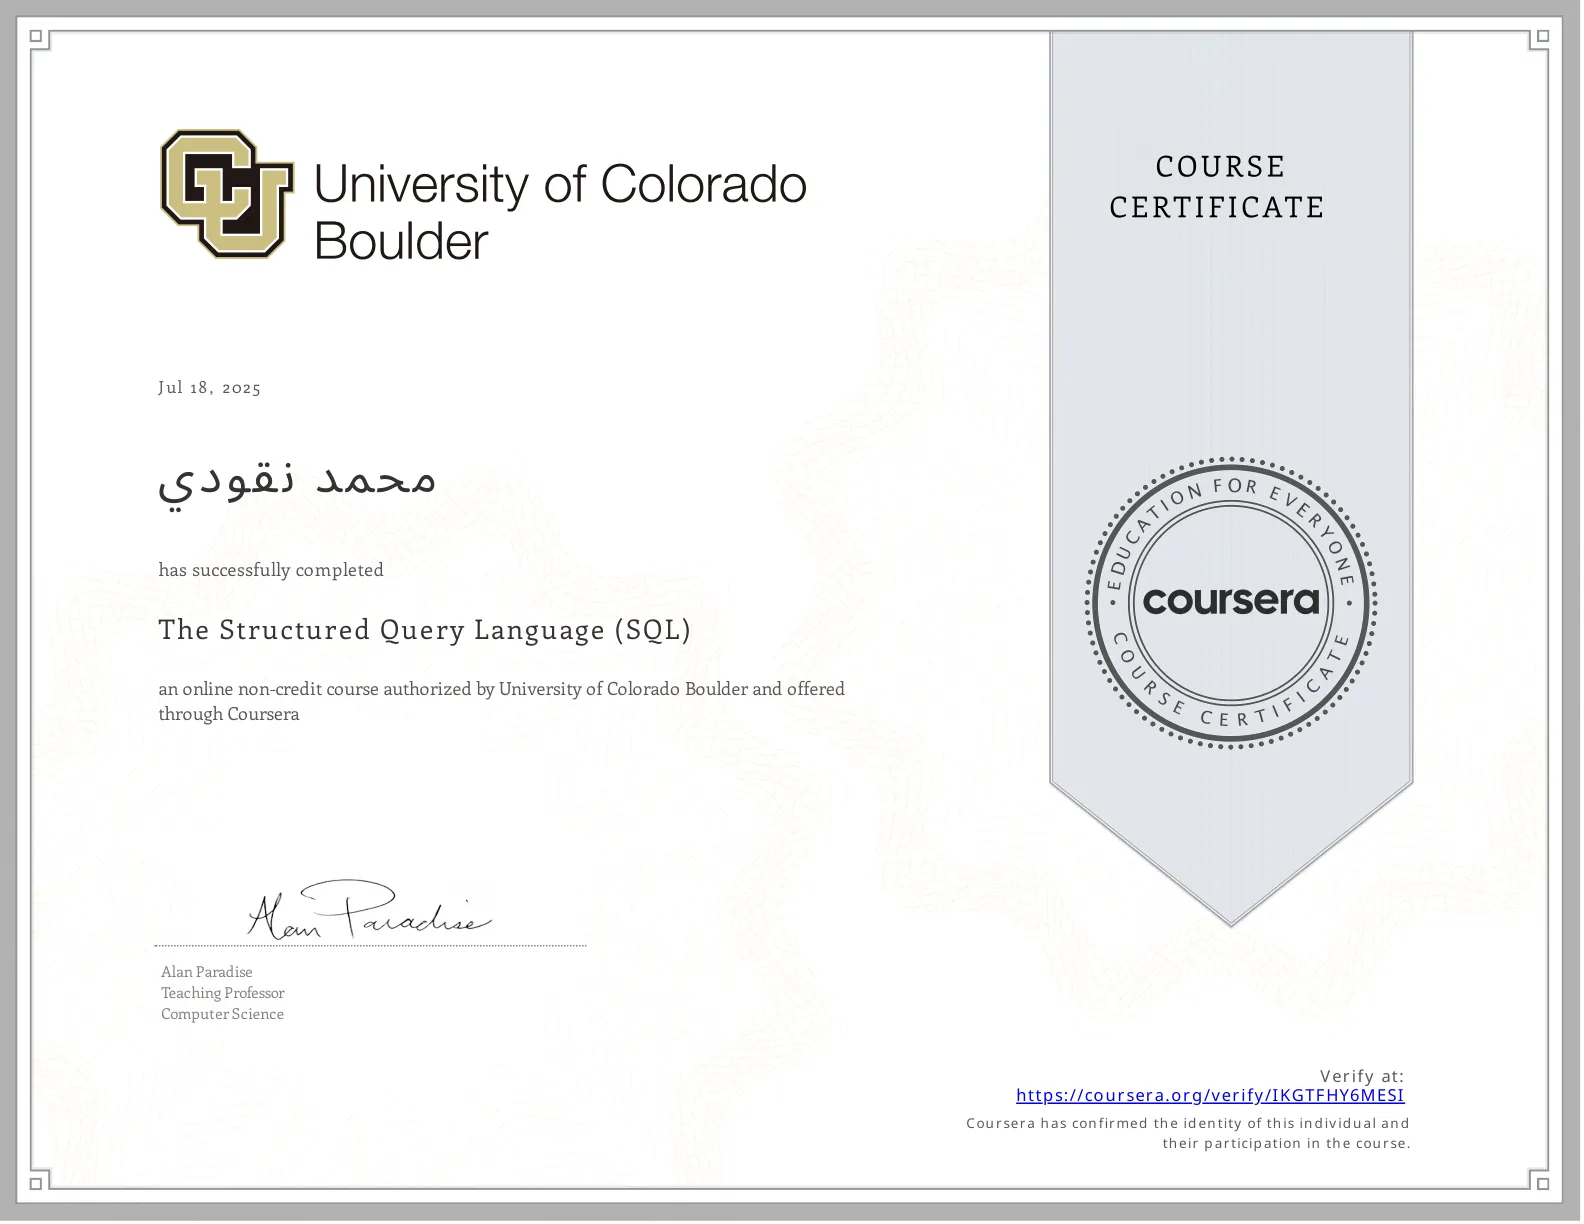 University of Colorado
Boulder
COURSE
CERTIFICATE
Jul 18, 2025
محمد نقودي
has successfully completed
The Structured Query Language (SQL)
an online non-credit course authorized by University of Colorado Boulder and offered
through Coursera
EDUCATION FOR EVERYONE
coursera
COURSE CERTIFICATE
Alan Paradise
Alan Paradise
Teaching Professor
Computer Science
Verify at:
https://coursera.org/verify/IKGTFHY6MESI
Coursera has confirmed the identity of this individual and
their participation in the course.